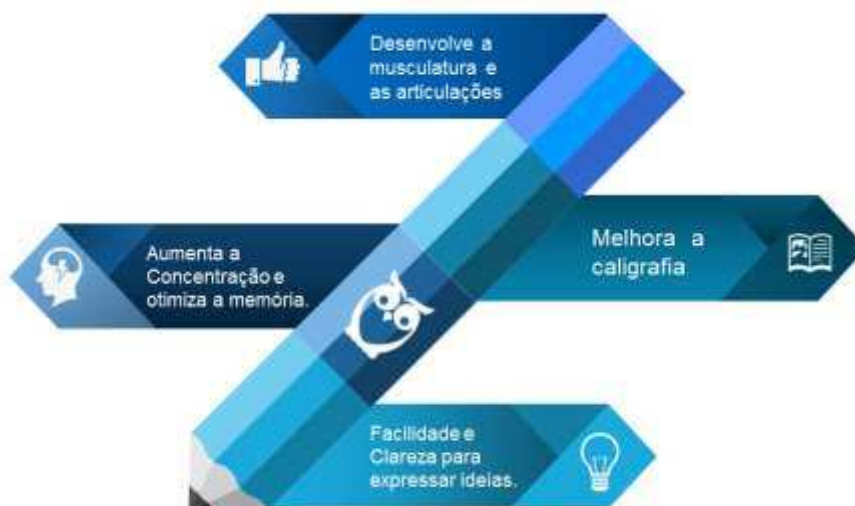 Desenvolve a
musculatura e
as articulações
Aumenta a
Concentração e
otimiza a memória.
Melhora a
caligrafia
Facilidade e
Clareza para
expressar ideias.